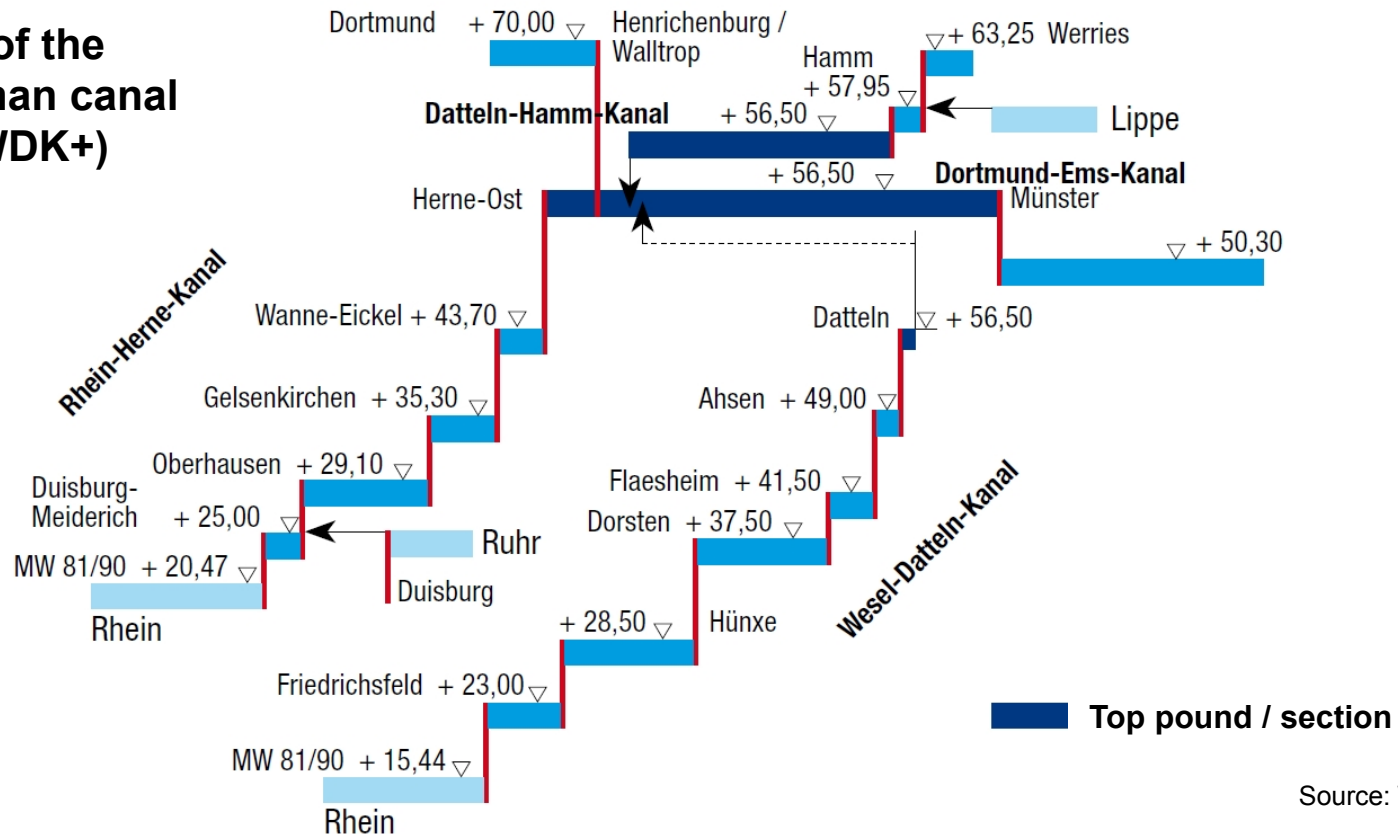 of the
nan canal
VDK+)
Dortmund + 70,00
Henrichenburg /
Walltrop
+ 63,25 Werries
Hamm
+ 57,95
Datteln-Hamm-Kanal
+ 56,50
Lippe
+ 56,50
Dortmund-Ems-Kanal
Herne-Ost
Münster
+ 50,30
Rhein-Herne-Kanal
Wanne-Eickel + 43,70
Datteln
+ 56,50
Gelsenkirchen + 35,30
Ahsen + 49,00
Oberhausen + 29,10
Flaesheim + 41,50
Duisburg-
Meiderich + 25,00
Dorsten + 37,50
Ruhr
MW 81/90 + 20,47
Duisburg
Rhein
Wesel-Datteln-Kanal
+ 28,50
Hünxe
Friedrichsfeld + 23,00
Top pound / section
MW 81/90 + 15,44
Rhein
Source: